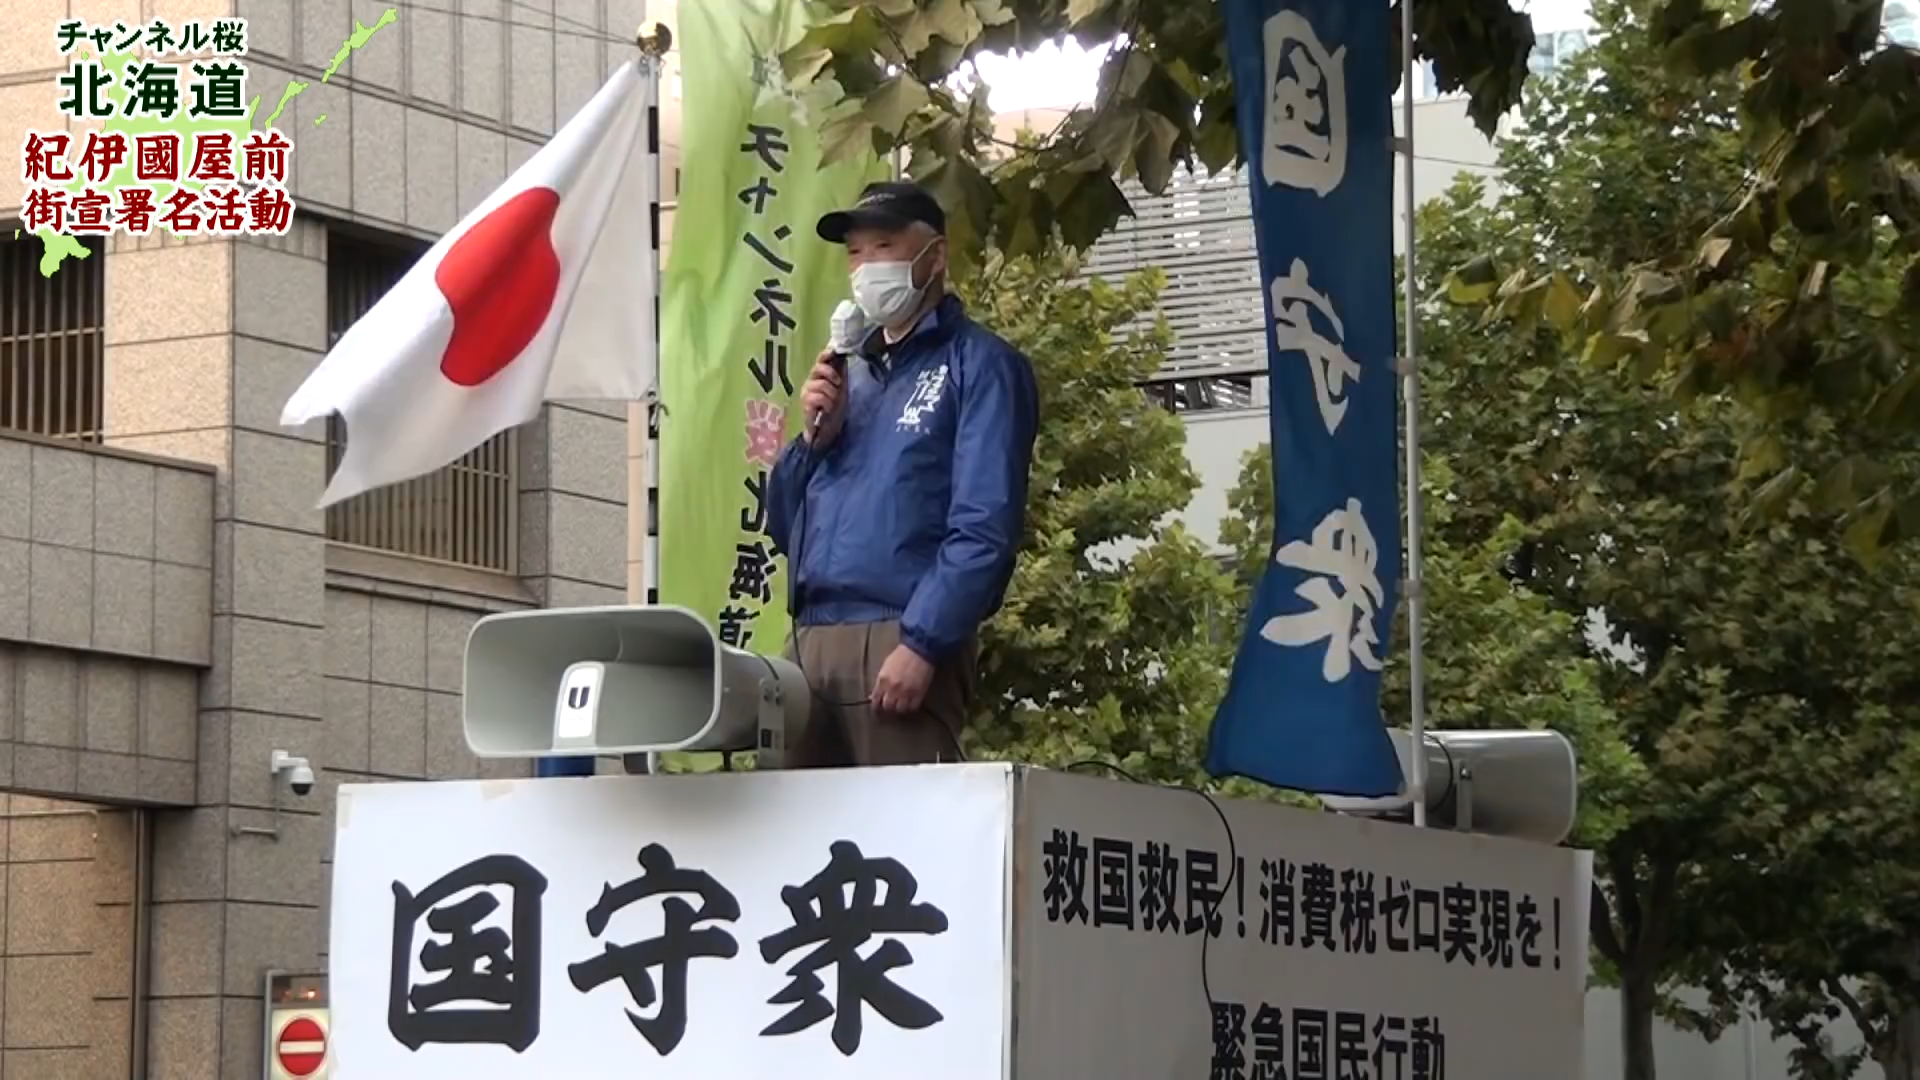 チャンネル桜
北海道
紀伊國屋前
街宣署名活動
チャンネル桜北海道
国守衆
国守衆
救国救民！消費税ゼロ実現を！
緊急国民行動
U